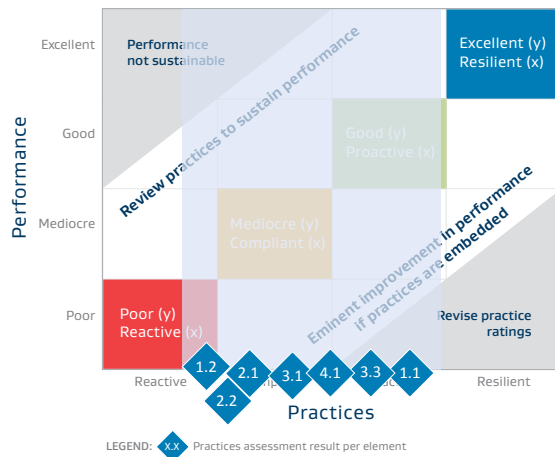 Excellent
Good
Mediocre
Poor
Performance
Performance
not sustainable
Review practices to sustain performance
Excellent (y)
Resilient (x)
Good (y)
Proactive (x)
Mediocre (y)
Compliant (x)
Poor (y)
Reactive (x)
Eminent improvement in performance
if practices are embedded
Revise practice
ratings
1.2
2.1
3.1
4.1
3.3
1.1
2.2
Reactive
Resilient
Practices
LEGEND: X.X Practices assessment result per element